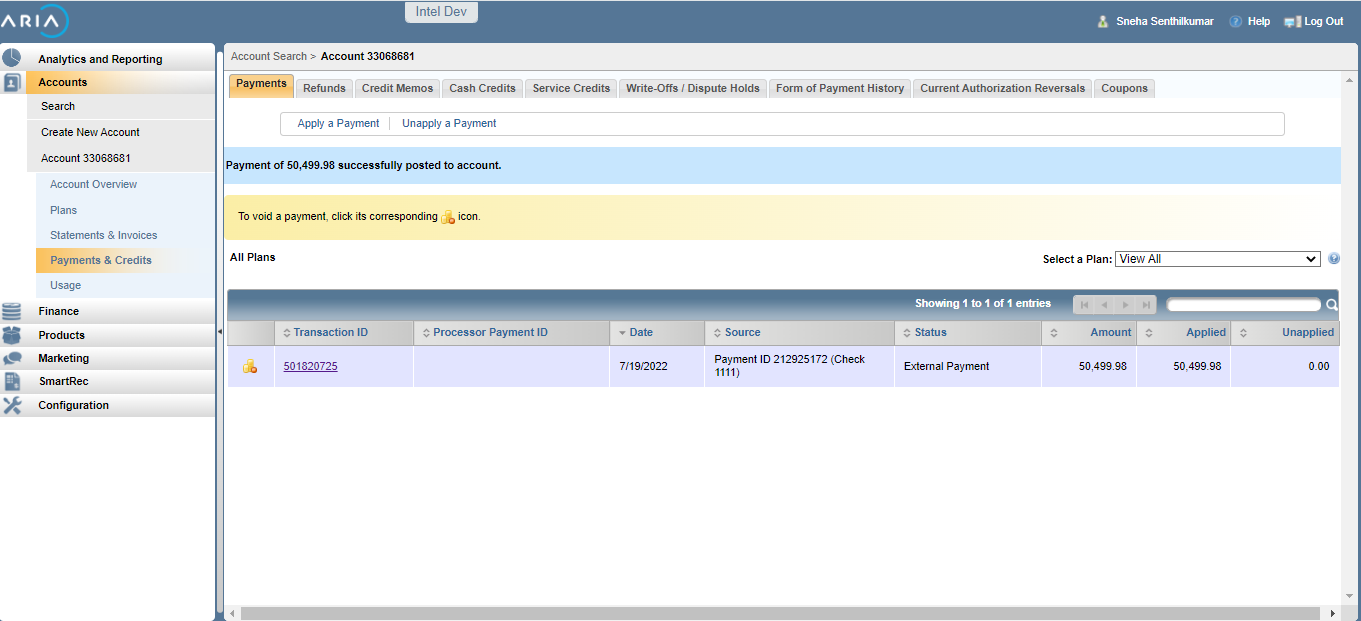 ARIA
Intel Dev
Sneha Senthilkumar
Help
Log Out
Analytics and Reporting
Accounts
Search
Create New Account
Account 33068681
Account Overview
Plans
Statements & Invoices
Payments & Credits
Usage
Finance
Products
Marketing
SmartRec
Configuration
Account Search > Account 33068681
Payments Refunds Credit Memos Cash Credits Service Credits Write-Offs / Dispute Holds Form of Payment History Current Authorization Reversals Coupons
Apply a Payment Unapply a Payment
Payment of 50,499.98 successfully posted to account.
To void a payment, click its corresponding icon.
All Plans
Select a Plan: View All
Showing 1 to 1 of 1 entries
Transaction ID Processor Payment ID Date Source Status Amount Applied Unapplied
501820725 7/19/2022 Payment ID 212925172 (Check
1111) External Payment 50,499.98 50,499.98 0.00